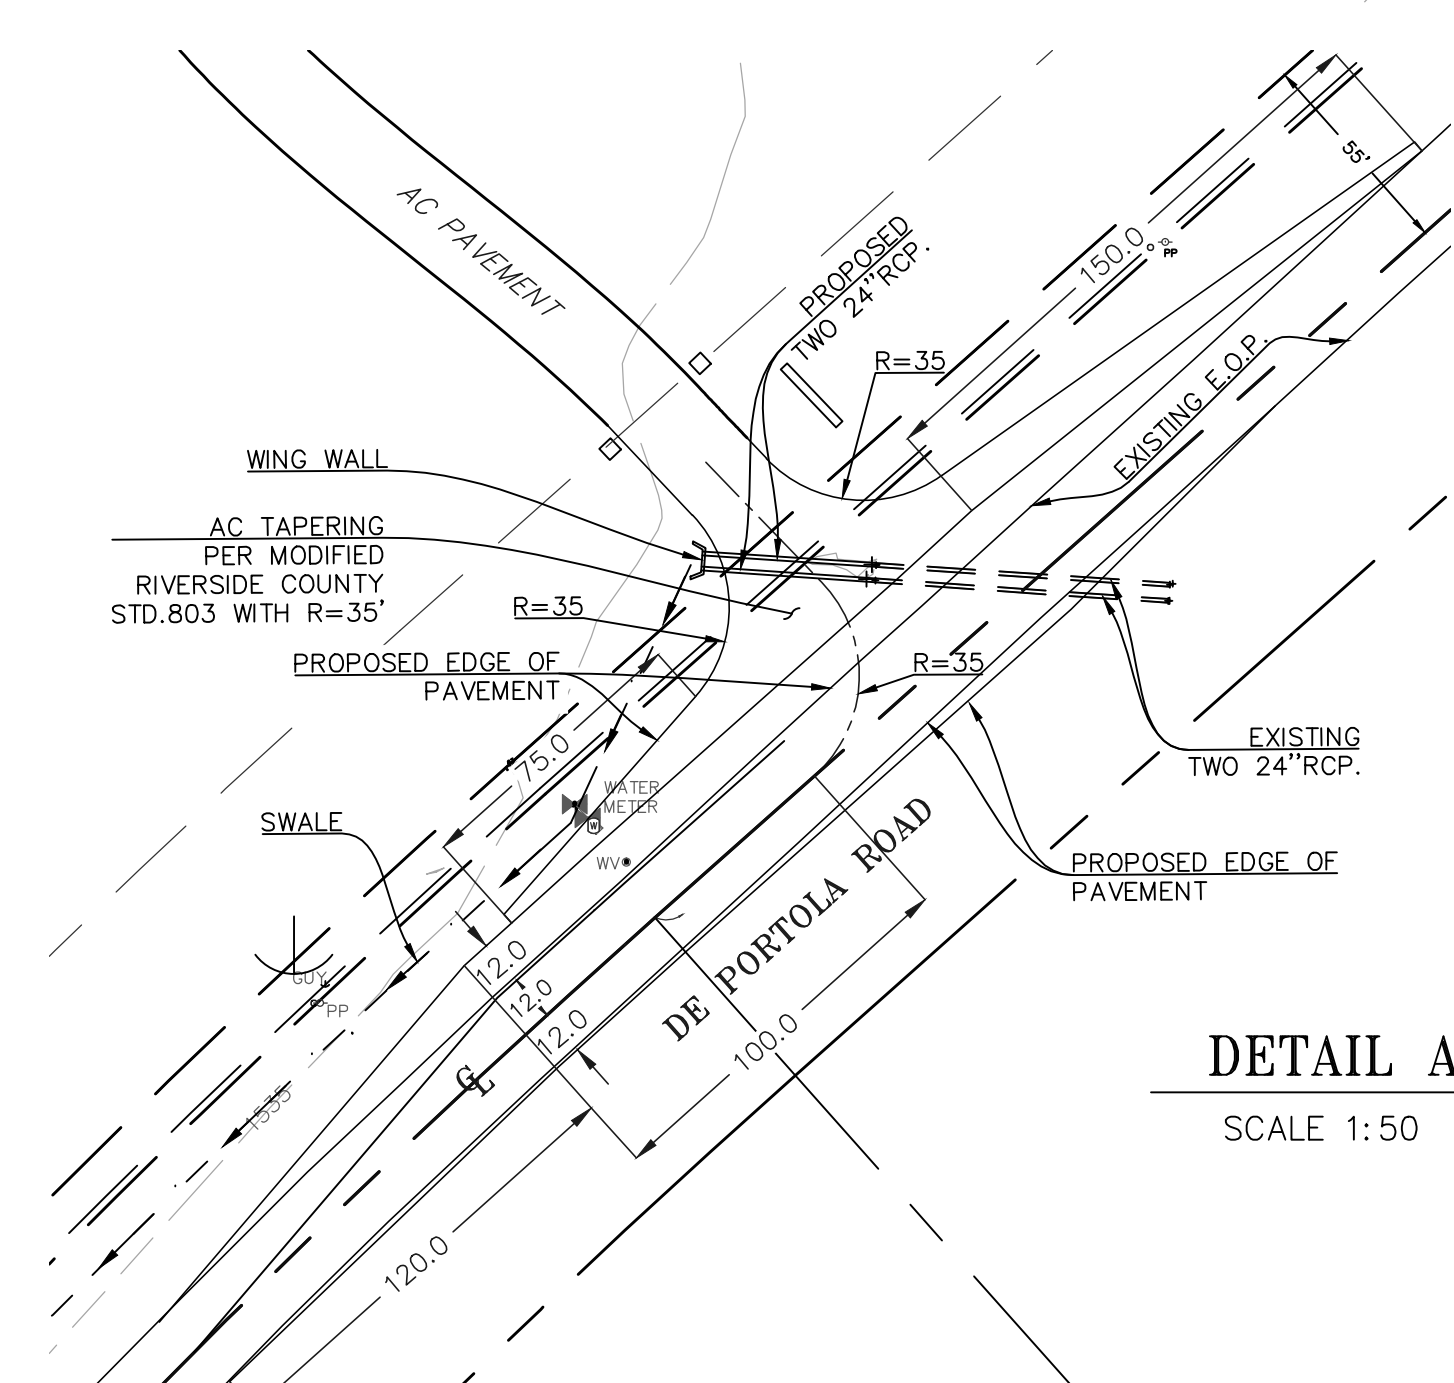 AC PAVEMENT
PROPOSED
TWO 24"RCP.
R=35
150.0
PP
55'
EXISTING E.O.P.
WING WALL
AC TAPERING
PER MODIFIED
RIVERSIDE COUNTY
STD.803 WITH R=35'
R=35
PROPOSED EDGE OF
PAVEMENT
R=35
EXISTING
TWO 24"RCP.
75.0
WATER
METER
W
WV
SWALE
PROPOSED EDGE OF
PAVEMENT
DE PORTOLA ROAD
12.0
12.0
12.0
GUY
PP
100.0
CL
1535
120.0
DETAIL A
SCALE 1:50